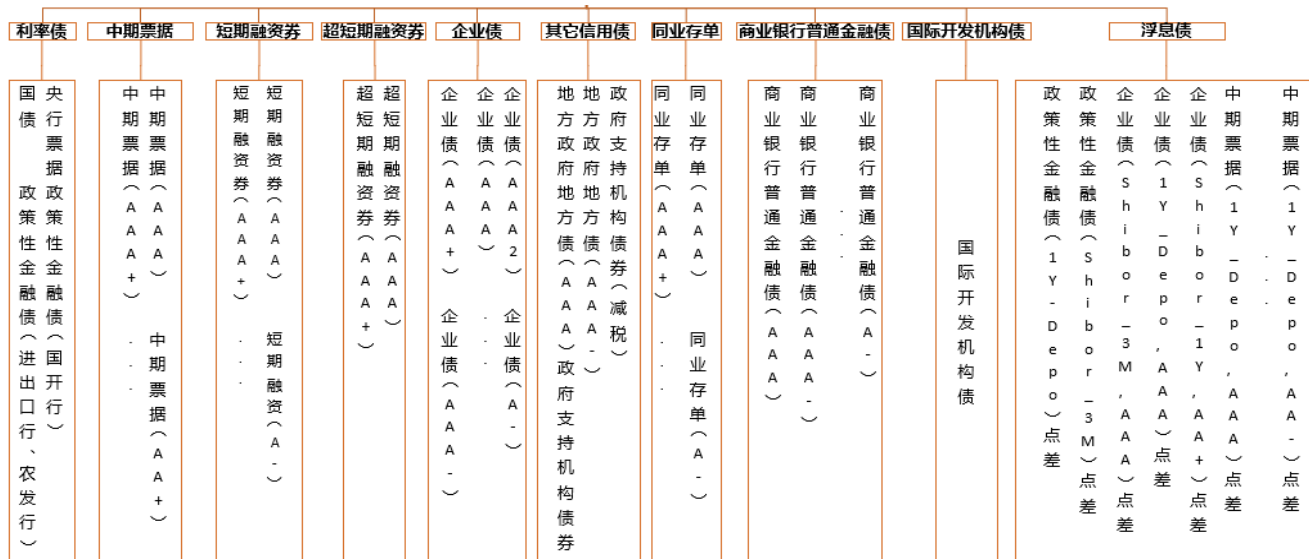 利率债
中期票据
短期融资券
超短期融资券
企业债
其它信用债
同业存单
商业银行普通金融债
国际开发机构债
浮息债
国债
政策性金融债(进出口行、农发行)
央行票据
政策性金融债(国开行)
中期票据(AAA+)
...
中期票据(AAA)
中期票据(AA+)
短期融资券(AAA+)
...
短期融资券(AAA)
短期融资(A-)
超短期融资券(AAA+)
超短期融资券(AAA)
企业债(AAA+)
企业债(AAA-)
企业债(AAA)
...
企业债(AAA2)
企业债(A-)
地方政府地方债(AAA)
政府支持机构债券
地方政府地方债(AAA-)
政府支持机构债券(减税)
同业存单(AAA+)
...
同业存单(AAA)
同业存单(A-)
商业银行普通金融债(AAA)
商业银行普通金融债(AAA-)
...
商业银行普通金融债(A-)
国际开发机构债
政策性金融债(1Y-Depo)点差
政策性金融债(Shibor_3M)点差
企业债(Shibor_3M,AAA)点差
企业债(1Y_Depo,AAA)点差
企业债(Shibor_1Y,AA+)点差
中期票据(1Y_Depo,AAA)点差
...
中期票据(1Y_Depo,AA-)点差